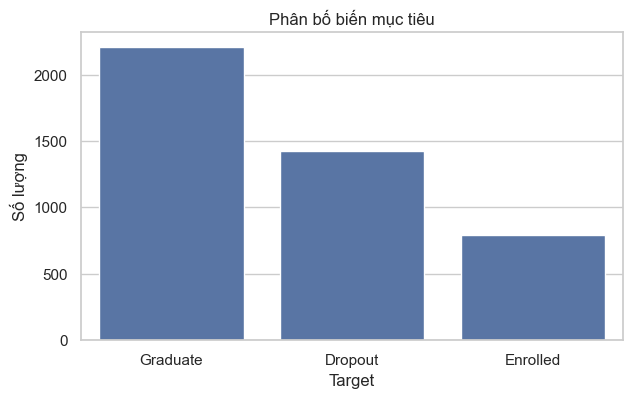 Phân bố biến mục tiêu
Số lượng
2000
1500
1000
500
0
Graduate Dropout Enrolled
Target